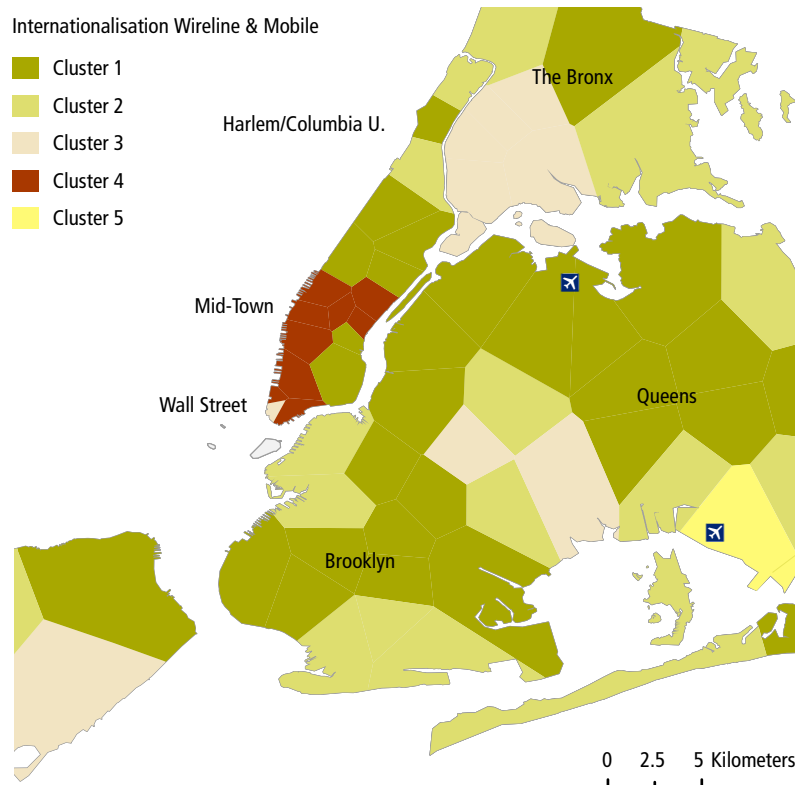 Internationalisation Wireline & Mobile
Cluster 1
Cluster 2
Cluster 3
Cluster 4
Cluster 5
The Bronx
Harlem/Columbia U.
Mid-Town
Wall Street
Queens
Brooklyn
0 2.5 5 Kilometers